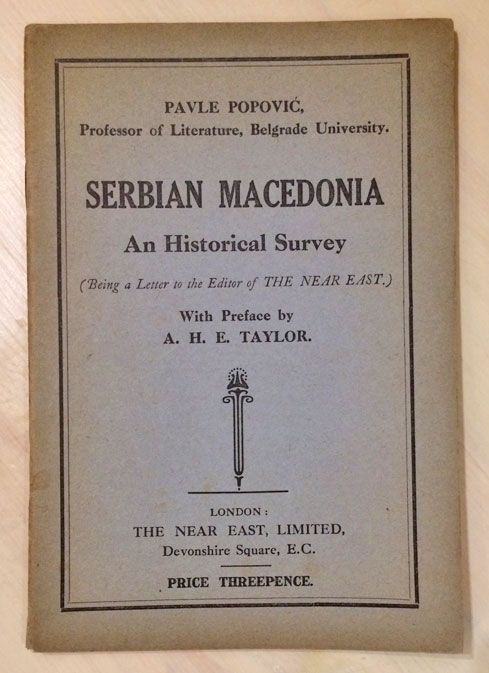 PAVLE POPOVIĆ,
Professor of Literature, Belgrade University.
SERBIAN MACEDONIA
An Historical Survey
(Being a Letter to the Editor of THE NEAR EAST.)
With Preface by
A. H. E. TAYLOR.
LONDON:
THE NEAR EAST, LIMITED,
Devonshire Square, E.C.
PRICE THREEPENCE.